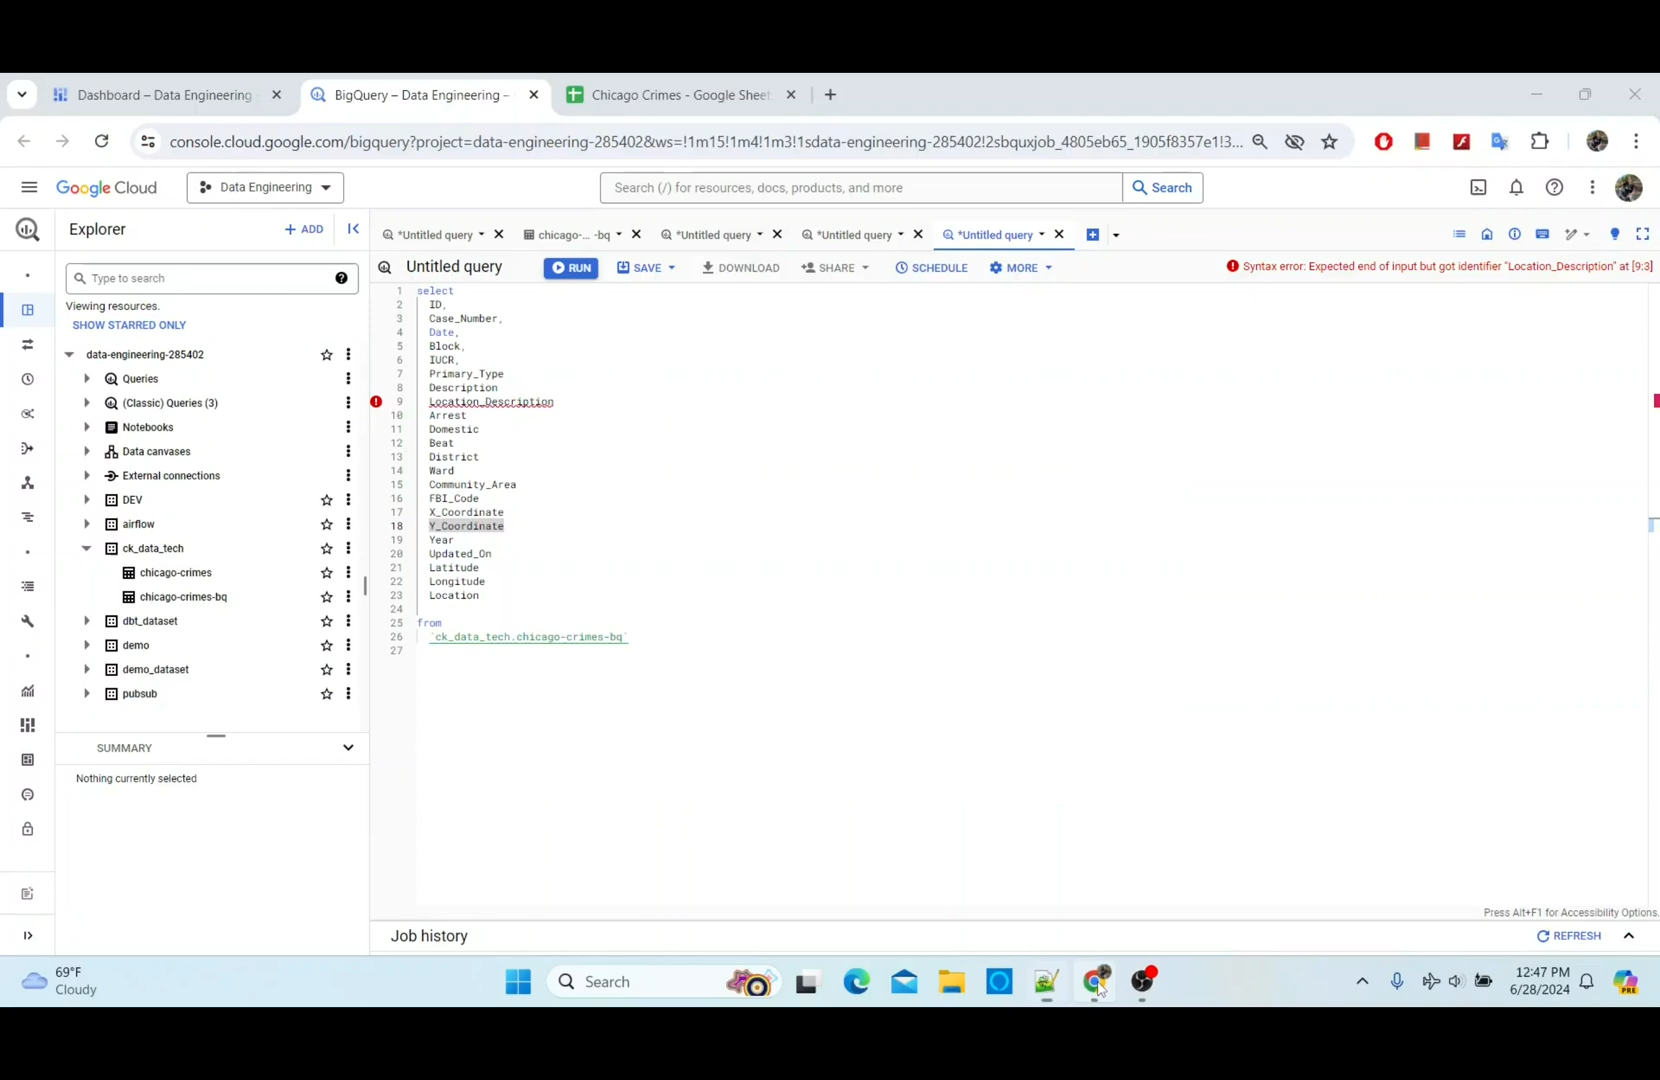 Dashboard – Data Engineering
BigQuery – Data Engineering –
Chicago Crimes - Google Sheet
console.cloud.google.com/bigquery?project=data-engineering-285402&ws=!1m15!1m4!1m3!1sdata-engineering-285402!2sbquxjob_4805eb65_1905f8357e1!3...
Google Cloud
Data Engineering
Search (/) for resources, docs, products, and more
Search
Explorer
+ ADD
*Untitled query
chicago-... -bq
*Untitled query
*Untitled query
*Untitled query
Untitled query
RUN
SAVE
DOWNLOAD
SHARE
SCHEDULE
MORE
Syntax error: Expected end of input but got identifier "Location_Description" at [9:3]
Type to search
Viewing resources.
SHOW STARRED ONLY
data-engineering-285402
Queries
(Classic) Queries (3)
Notebooks
Data canvases
External connections
DEV
airflow
ck_data_tech
chicago-crimes
chicago-crimes-bq
dbt_dataset
demo
demo_dataset
pubsub
SUMMARY
Nothing currently selected
1 select
2 ID,
3 Case_Number,
4 Date,
5 Block,
6 IUCR,
7 Primary_Type
8 Description
9 Location_Description
10 Arrest
11 Domestic
12 Beat
13 District
14 Ward
15 Community_Area
16 FBI_Code
17 X_Coordinate
18 Y_Coordinate
19 Year
20 Updated_On
21 Latitude
22 Longitude
23 Location
24
25 from
26 `ck_data_tech.chicago-crimes-bq`
27
Press Alt+F1 for Accessibility Options.
Job history
REFRESH
69°F
Cloudy
Search
12:47 PM
6/28/2024
PRE